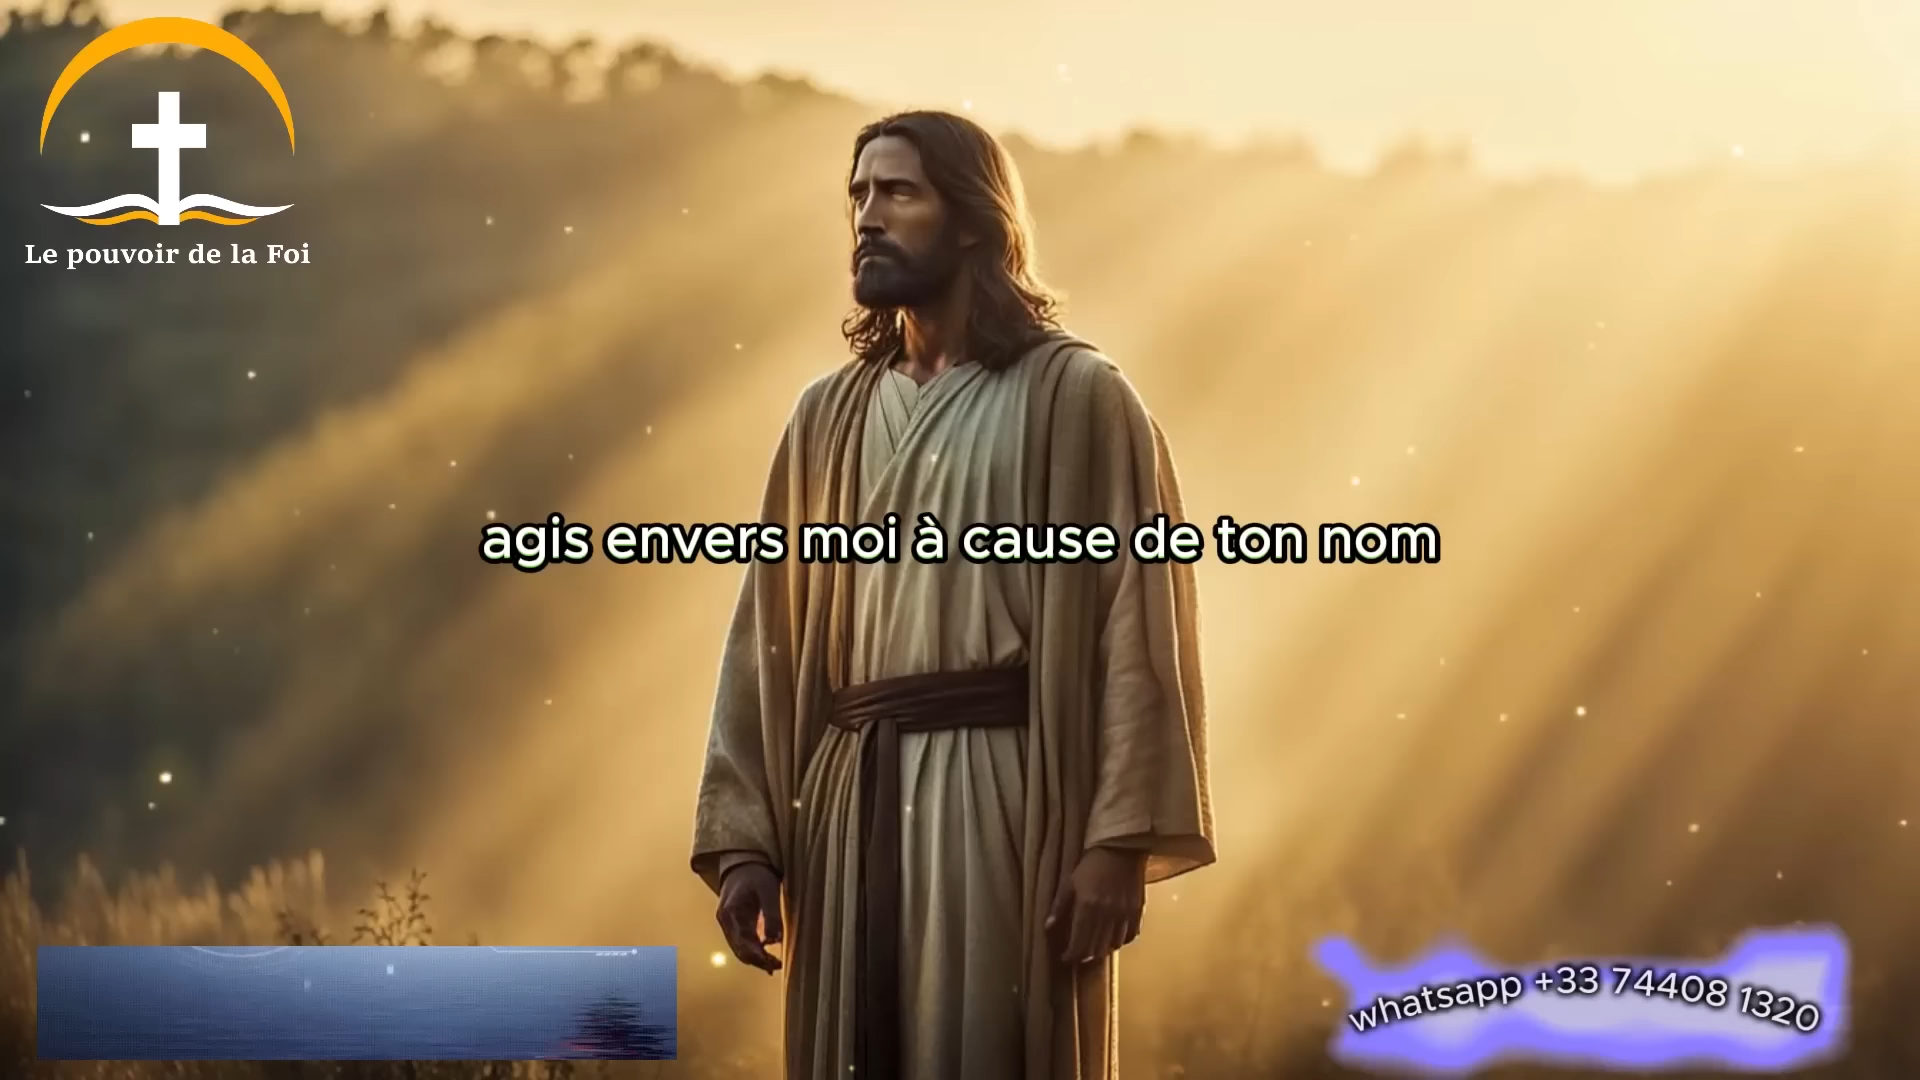 Le pouvoir de la Foi
agis envers moi à cause de ton nom
whatsapp +33 74408 1320